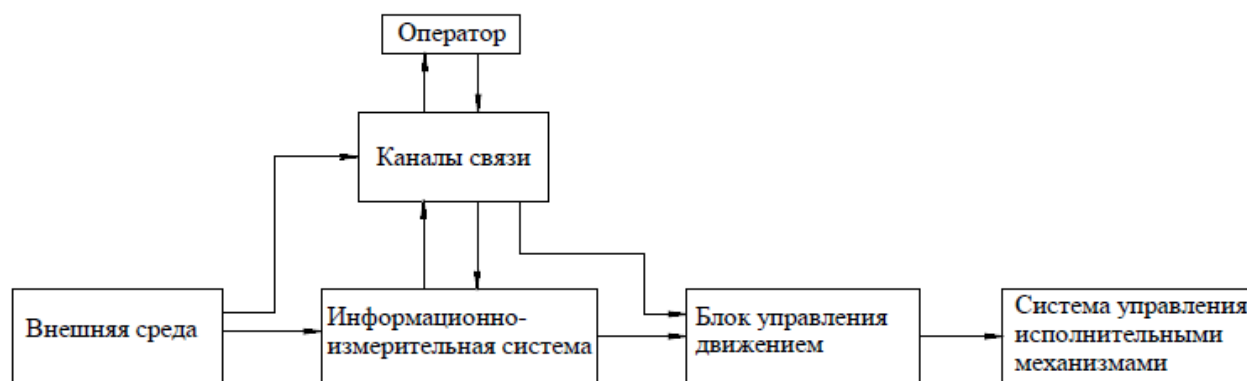 Оператор
Каналы связи
Внешняя среда
Информационно-
измерительная система
Блок управления
движением
Система управления
исполнительными
механизмами